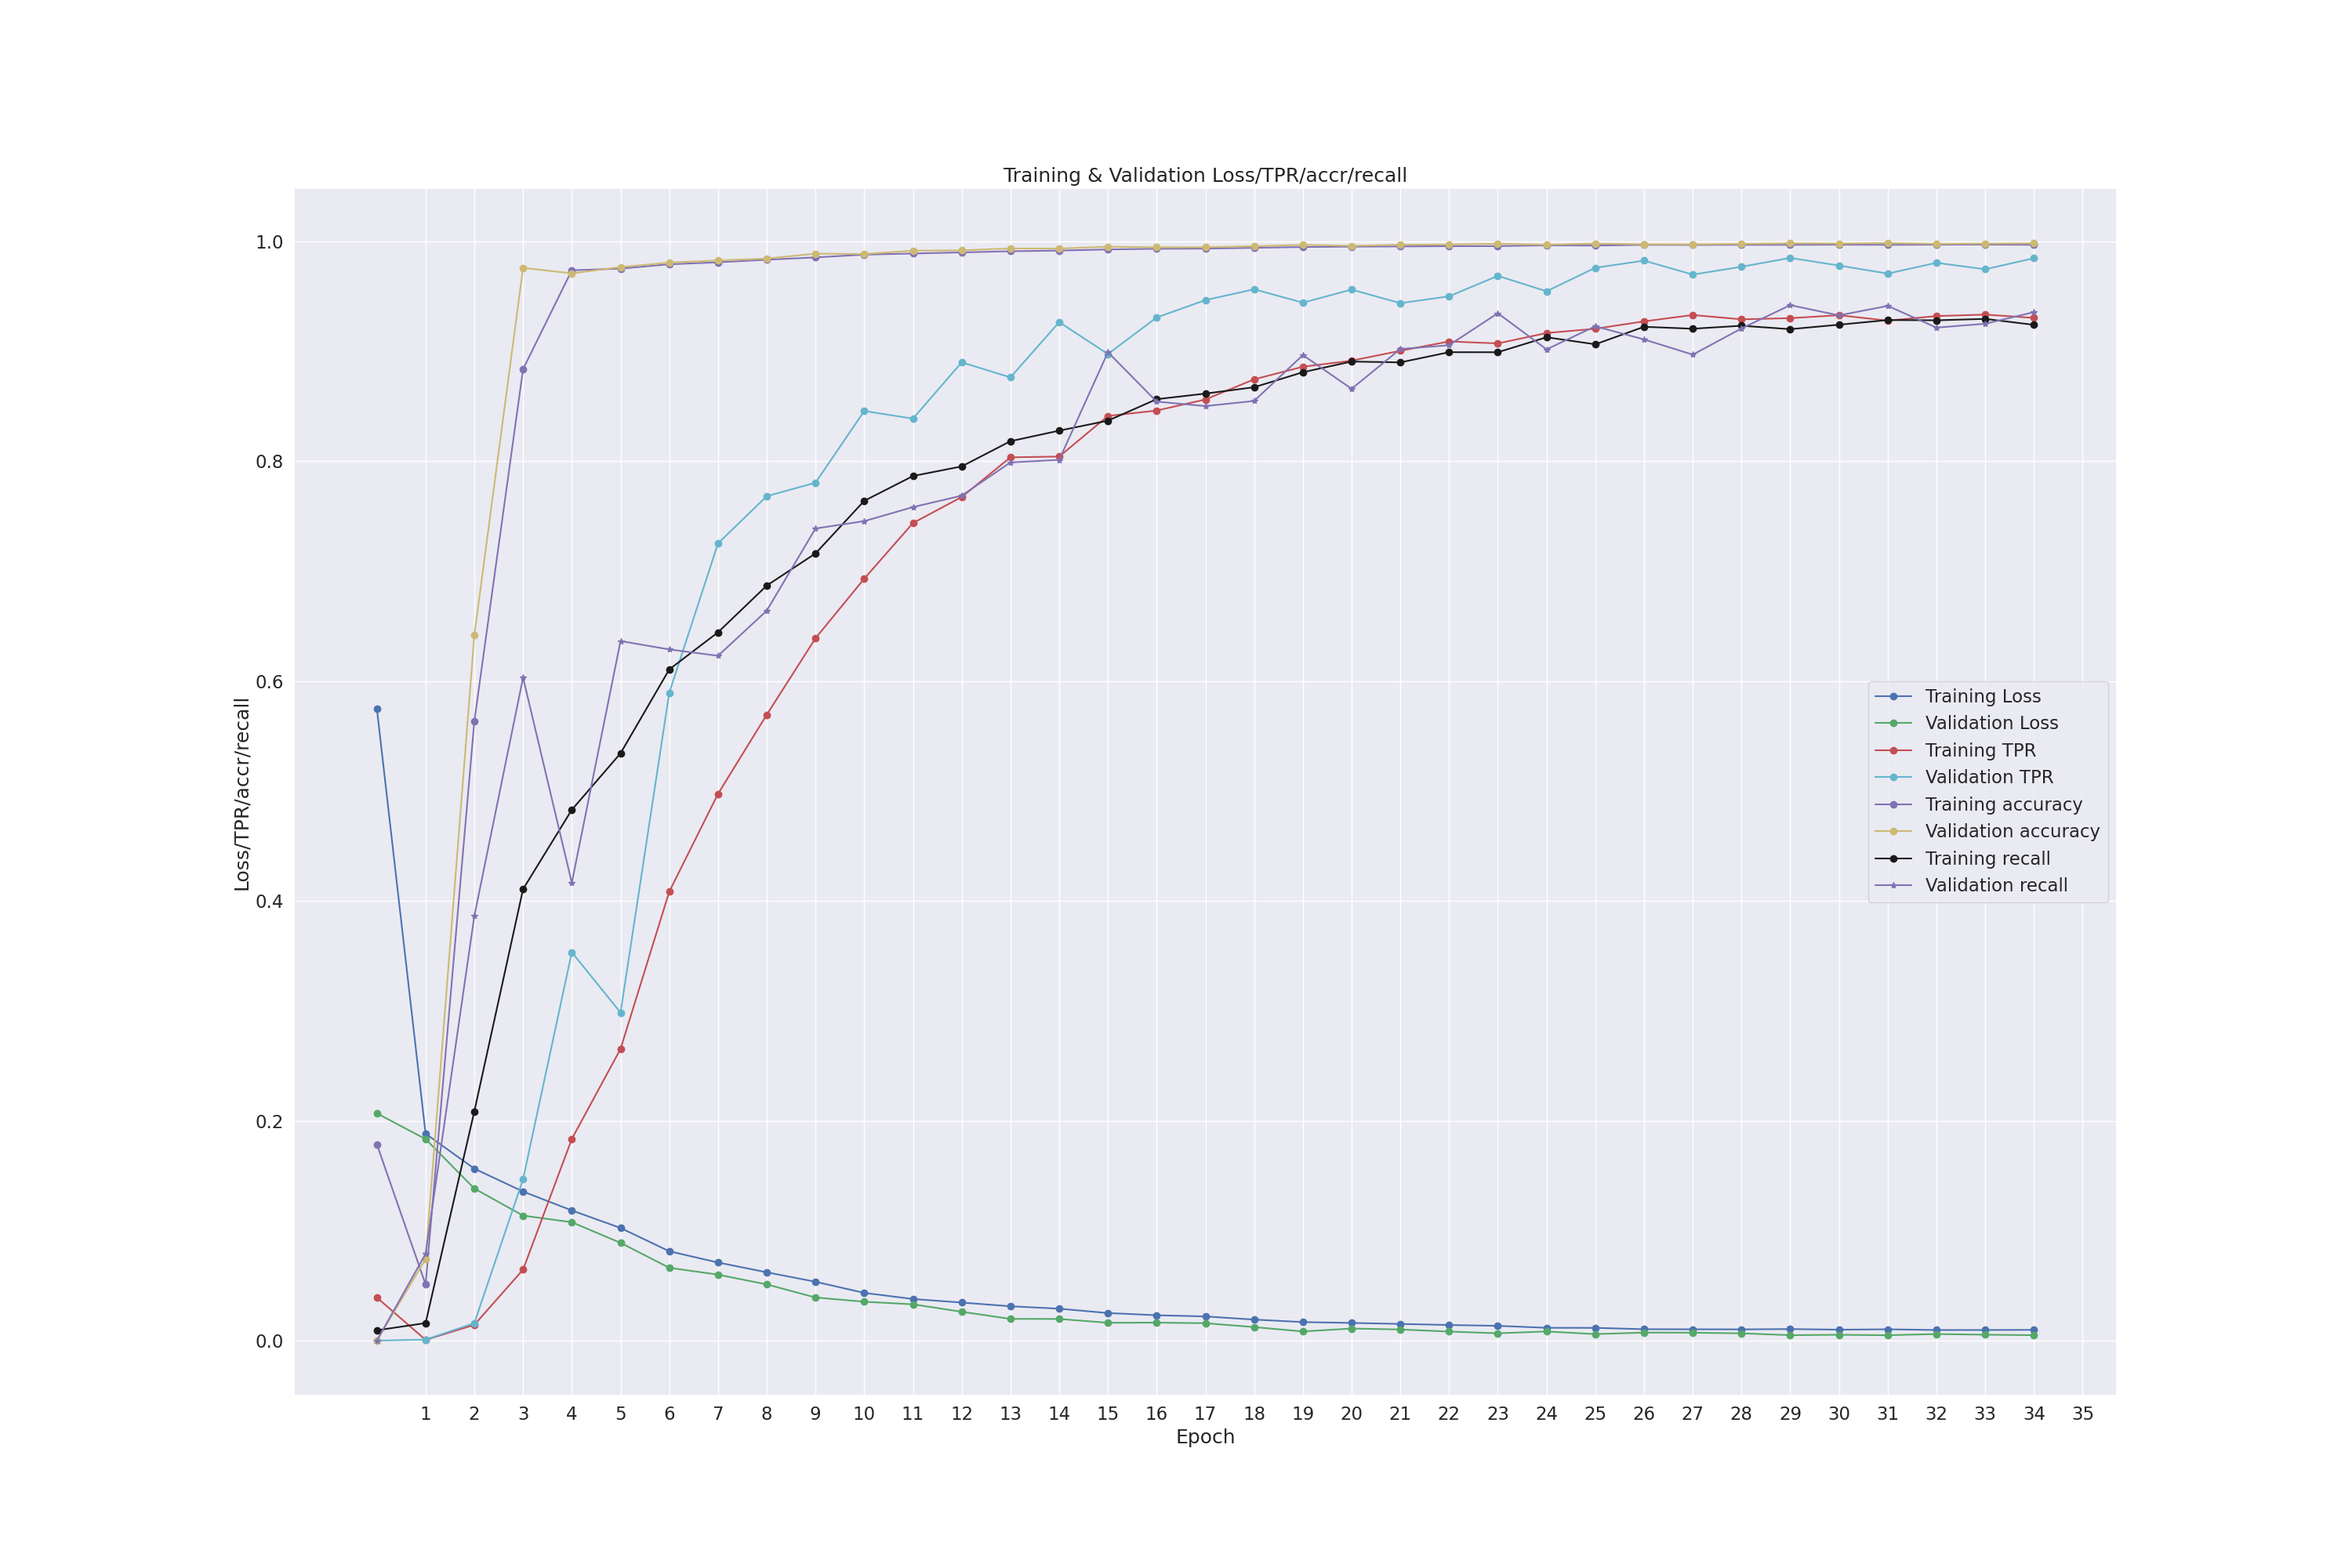 Training & Validation Loss/TPR/accr/recall
Loss/TPR/accr/recall
1.0
0.8
0.6
0.4
0.2
0.0
Training Loss
Validation Loss
Training TPR
Validation TPR
Training accuracy
Validation accuracy
Training recall
Validation recall
1 2 3 4 5 6 7 8 9 10 11 12 13 14 15 16 17 18 19 20 21 22 23 24 25 26 27 28 29 30 31 32 33 34 35
Epoch